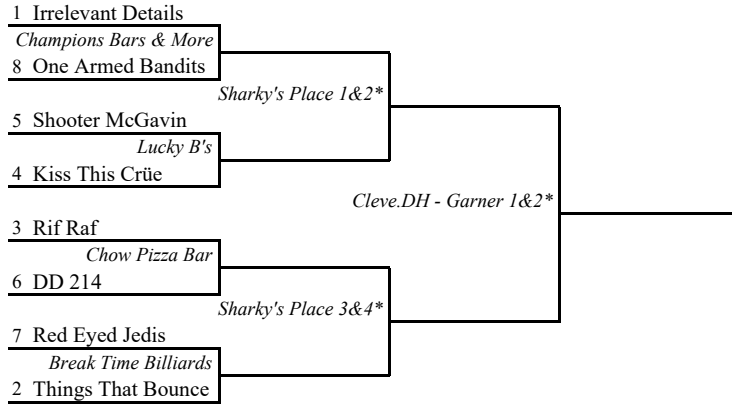 1 Irrelevant Details
Champions Bars & More
8 One Armed Bandits
Sharky's Place 1&2*
5 Shooter McGavin
Lucky B's
4 Kiss This Crüe
Cleve.DH - Garner 1&2*
3 Rif Raf
Chow Pizza Bar
6 DD 214
Sharky's Place 3&4*
7 Red Eyed Jedis
Break Time Billiards
2 Things That Bounce